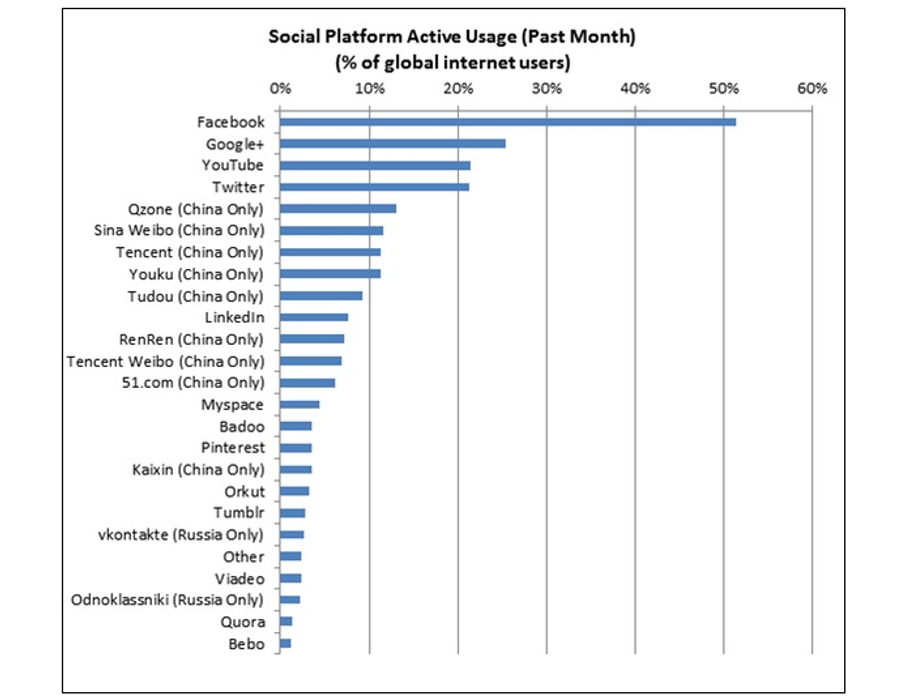 Social Platform Active Usage (Past Month)
(% of global internet users)
0% 10% 20% 30% 40% 50% 60%
Facebook
Google+
YouTube
Twitter
Qzone (China Only)
Sina Weibo (China Only)
Tencent (China Only)
Youku (China Only)
Tudou (China Only)
LinkedIn
RenRen (China Only)
Tencent Weibo (China Only)
51.com (China Only)
Myspace
Badoo
Pinterest
Kaixin (China Only)
Orkut
Tumblr
vkontakte (Russia Only)
Other
Viadeo
Odnoklassniki (Russia Only)
Quora
Bebo